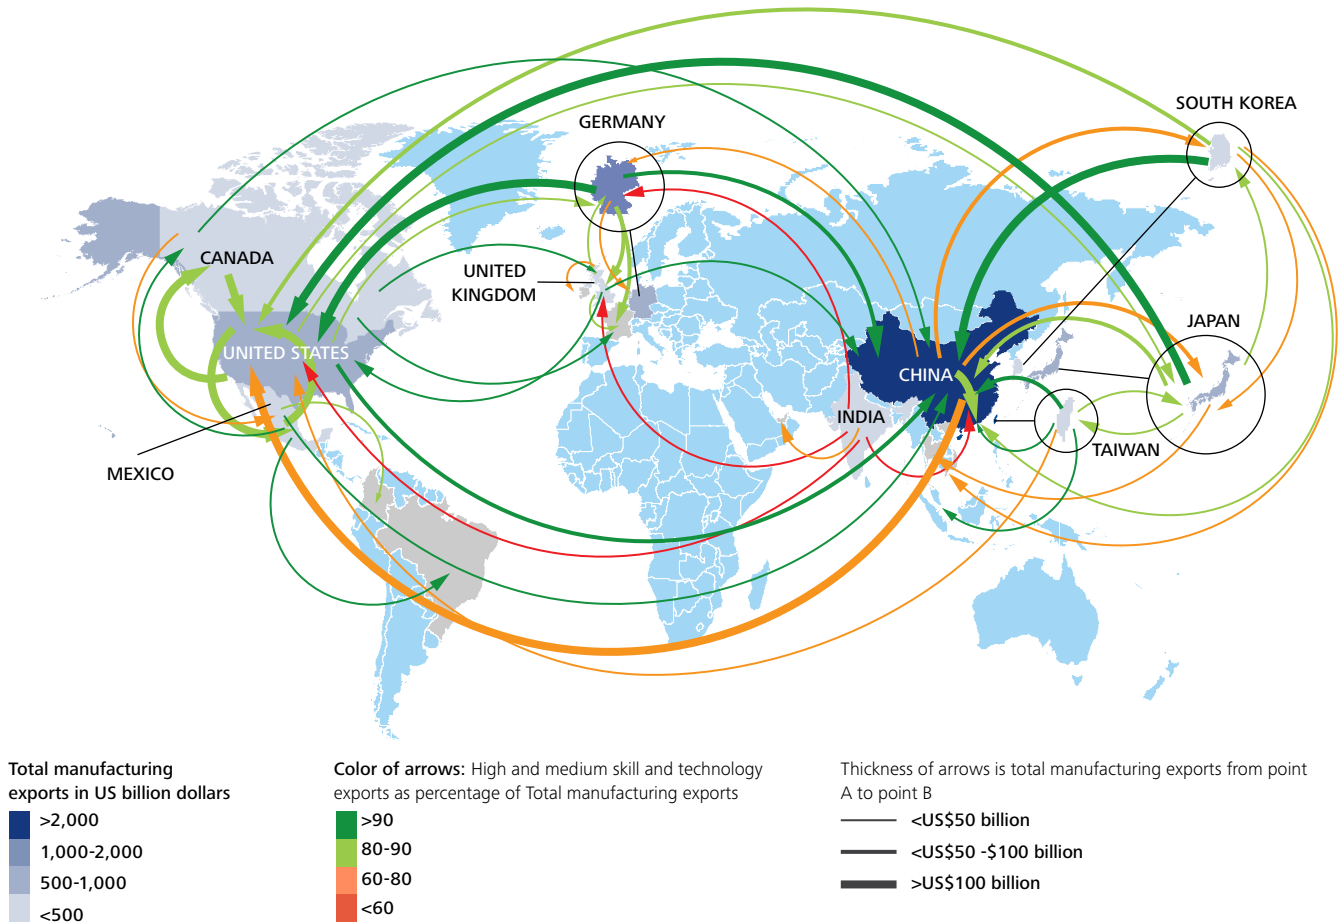 SOUTH KOREA
GERMANY
CANADA
UNITED
KINGDOM
JAPAN
UNITED STATES
CHINA
INDIA
TAIWAN
MEXICO
Total manufacturing
exports in US billion dollars
>2,000
1,000-2,000
500-1,000
<500
Color of arrows: High and medium skill and technology
exports as percentage of Total manufacturing exports
>90
80-90
60-80
<60
Thickness of arrows is total manufacturing exports from point
A to point B
<US$50 billion
<US$50 -$100 billion
>US$100 billion